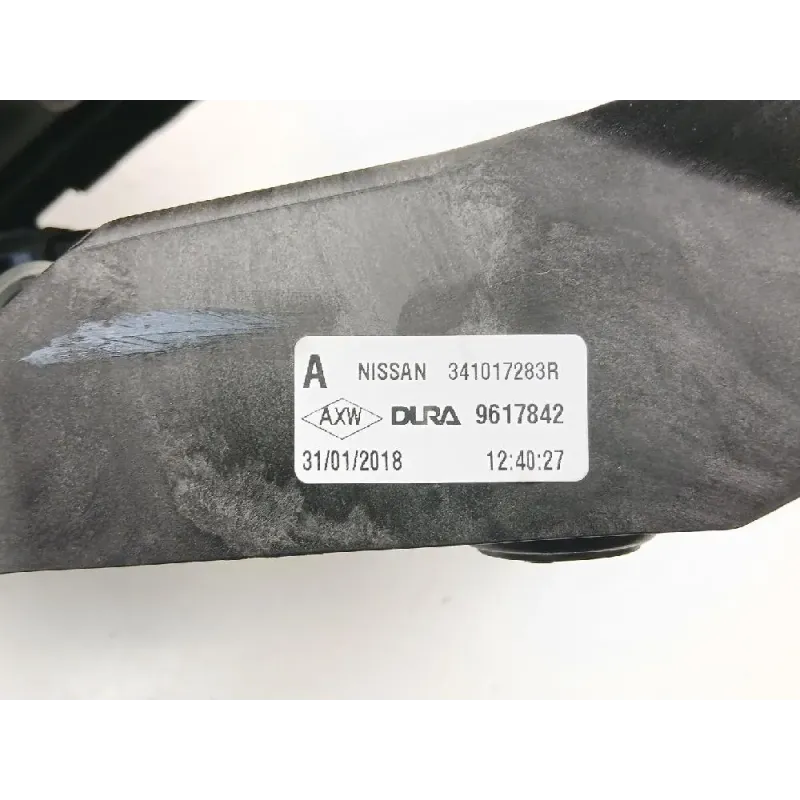 A NISSAN 341017283R
AXW DURA 9617842
31/01/2018 12:40:27